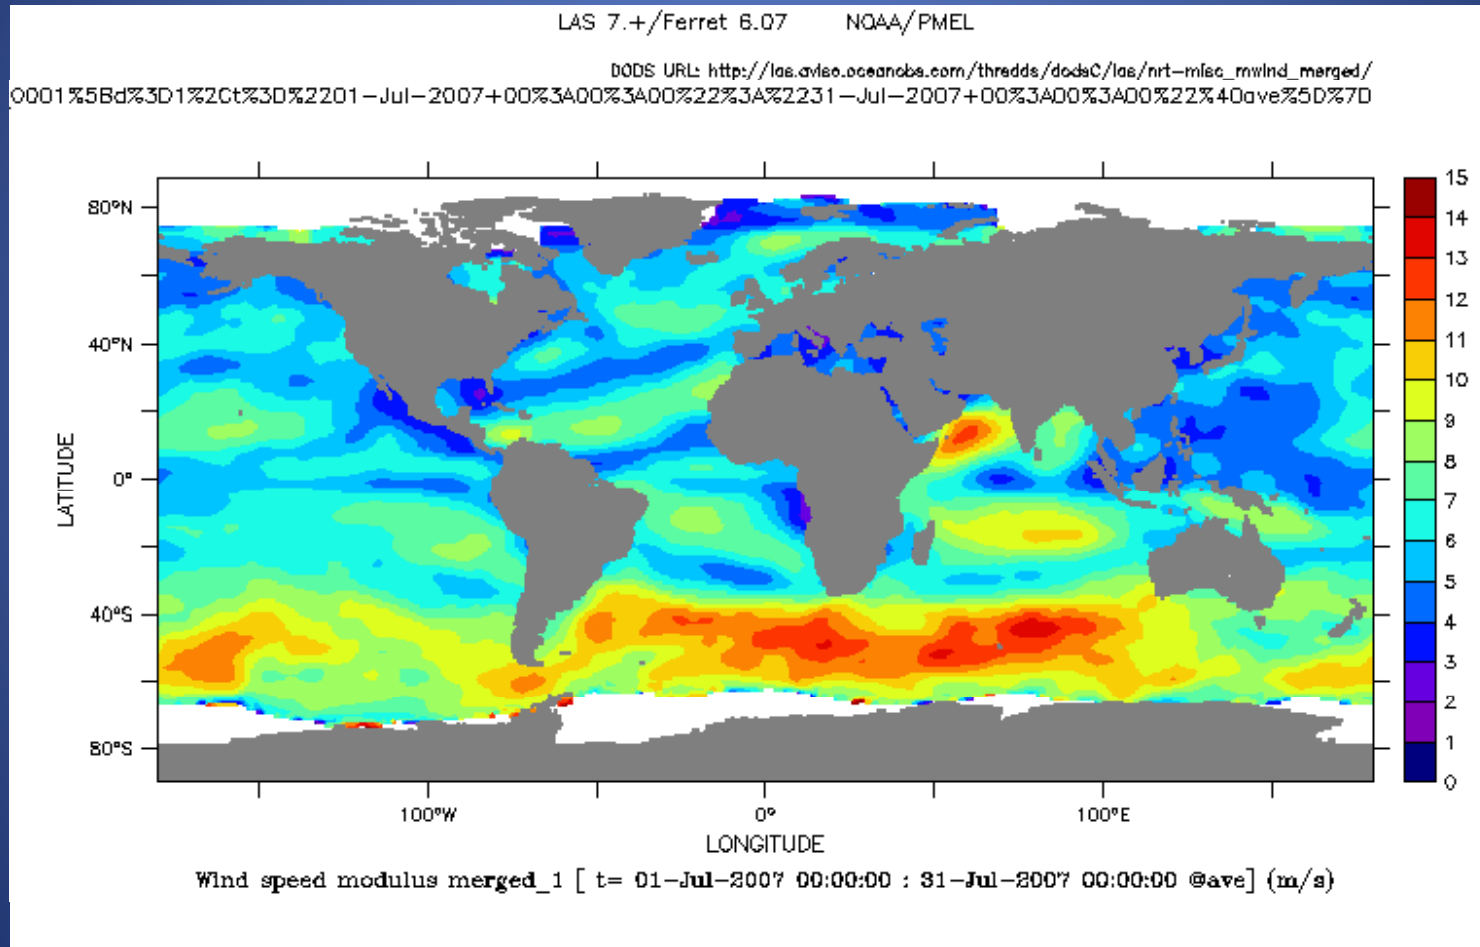 LAS 7.+/Ferret 6.07 NOAA/PMEL
DODS URL: http://las.aviso.oceanobs.com/thredds/dodsC/las/nrt-misc_mwind_merged/
0001%5Bd%3D1%2Ct%3D%2201-Jul-2007+00%3A00%3A00%22%3A%2231-Jul-2007+00%3A00%3A00%22%40ave%5D%7D
80°N
40°N
0°
40°S
80°S
LATITUDE
100°W
0°
100°E
LONGITUDE
15
14
13
12
11
10
9
8
7
6
5
4
3
2
1
0
Wind speed modulus merged_1 [ t= 01-Jul-2007 00:00:00 : 31-Jul-2007 00:00:00 @ave] (m/s)